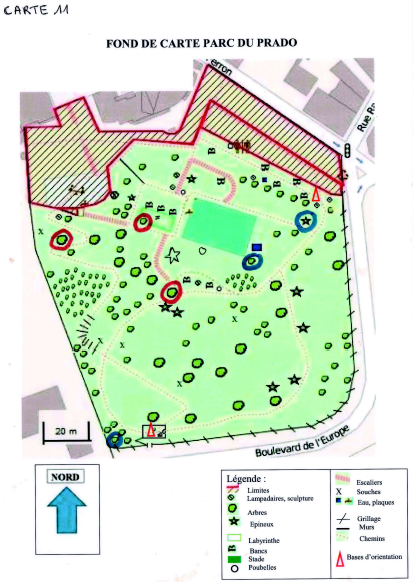 CARTE 11
FOND DE CARTE PARC DU PRADO
erron
Rue Ro
B
B
B
B
B
B
B
B
B
B
B
B
B
X
X
X
X
X
20 m
Boulevard de l'Europe
NORD
Légende :
Limites
Lampadaires, sculpture
Arbres
Epineux
Labyrinthe
B Bancs
Stade
Poubelles
Escaliers
X Souches
Eau, plaques
Grillage
Murs
Chemins
Bases d'orientation